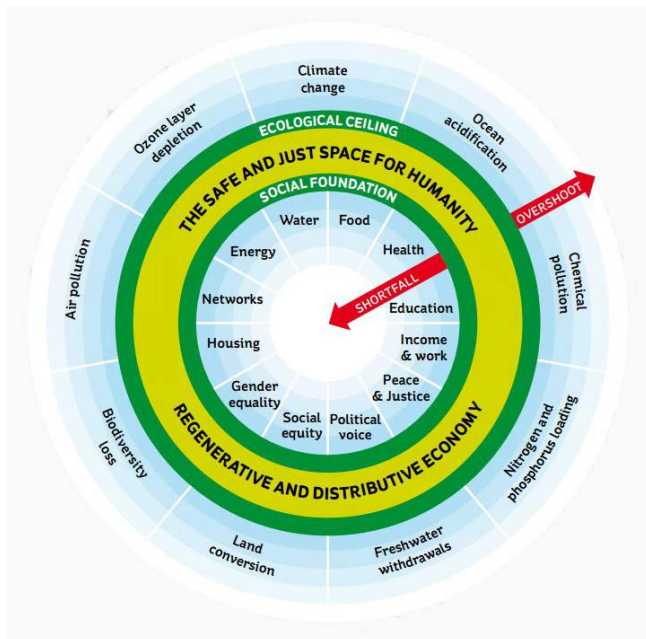 Climate
change
Ocean
acidification
Chemical
pollution
Nitrogen and
phosphorus loading
Freshwater
withdrawals
Land
conversion
Biodiversity
loss
Air pollution
Ozone layer
depletion
OVERSHOOT
ECOLOGICAL CEILING
THE SAFE AND JUST SPACE FOR HUMANITY
SOCIAL FOUNDATION
Water
Food
Health
SHORTFALL
Education
Income
& work
Peace
& Justice
Political
voice
Social
equity
Gender
equality
Housing
Networks
Energy
REGENERATIVE AND DISTRIBUTIVE ECONOMY